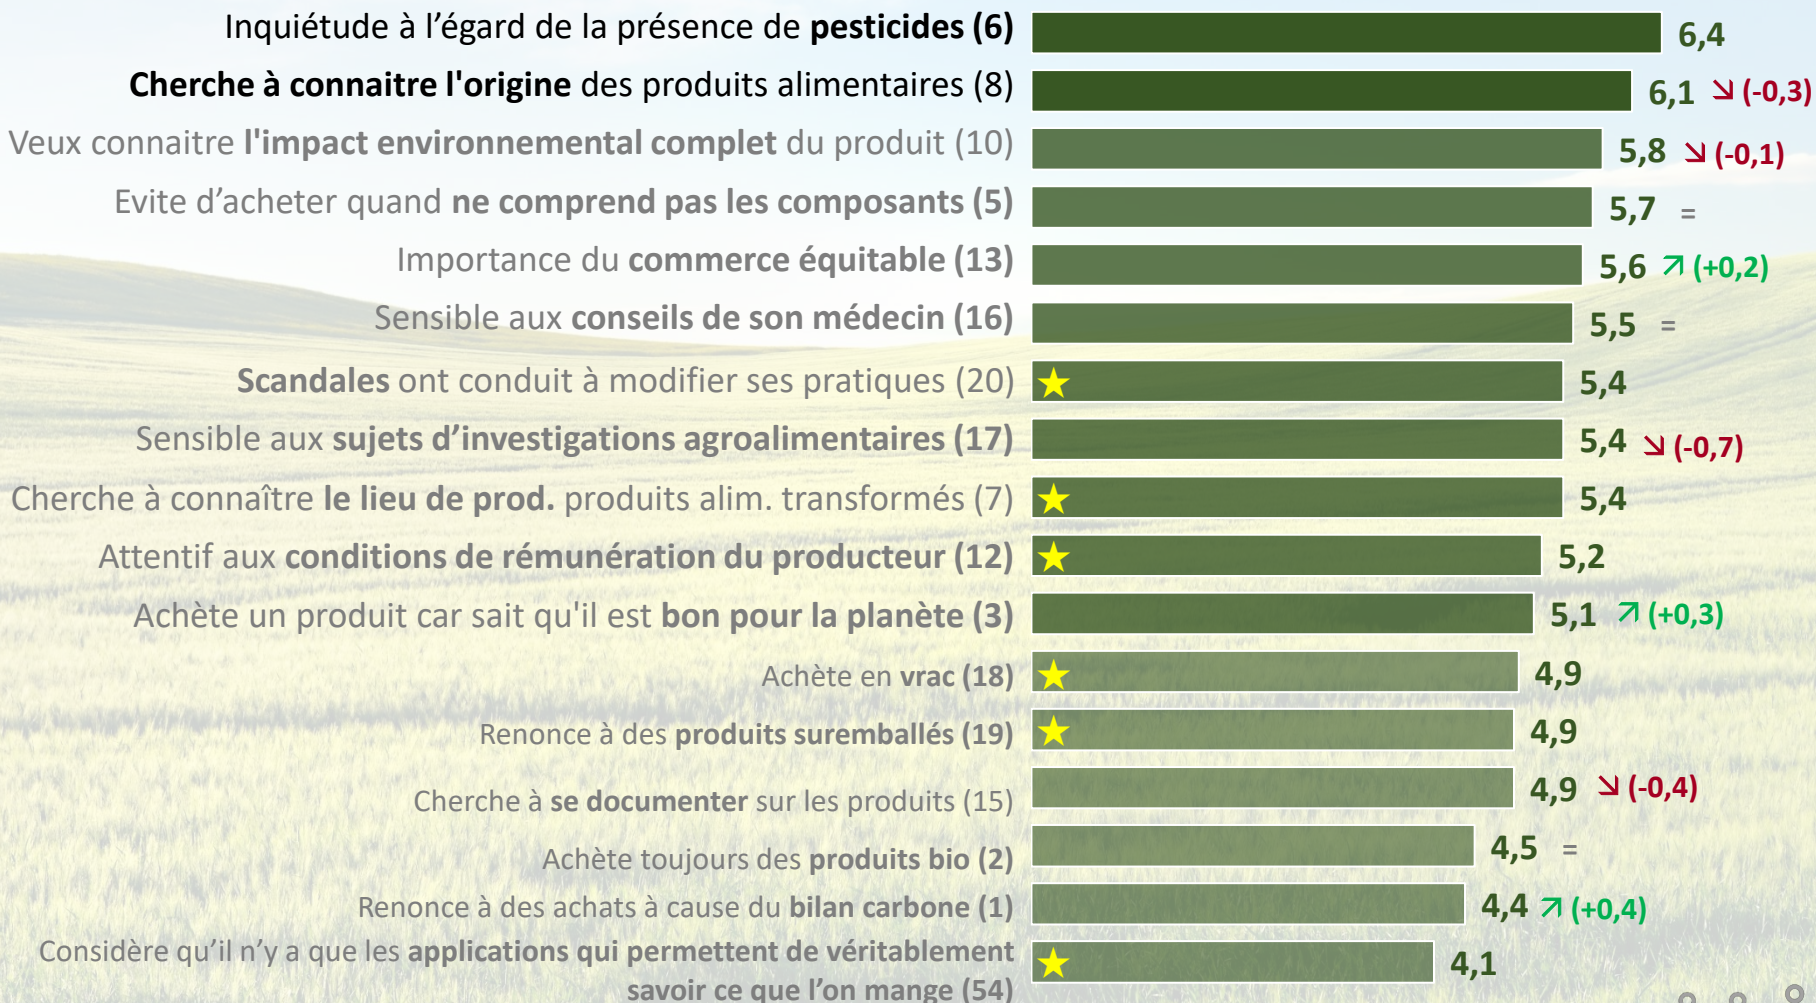 Inquiétude à l’égard de la présence de pesticides (6) 6,4
Cherche à connaitre l'origine des produits alimentaires (8) 6,1 ↘ (-0,3)
Veux connaitre l'impact environnemental complet du produit (10) 5,8 ↘ (-0,1)
Evite d’acheter quand ne comprend pas les composants (5) 5,7 =
Importance du commerce équitable (13) 5,6 ↗ (+0,2)
Sensible aux conseils de son médecin (16) 5,5 =
Scandales ont conduit à modifier ses pratiques (20) 5,4
Sensible aux sujets d’investigations agroalimentaires (17) 5,4 ↘ (-0,7)
Cherche à connaître le lieu de prod. produits alim. transformés (7) 5,4
Attentif aux conditions de rémunération du producteur (12) 5,2
Achète un produit car sait qu'il est bon pour la planète (3) 5,1 ↗ (+0,3)
Achète en vrac (18) 4,9
Renonce à des produits suremballés (19) 4,9
Cherche à se documenter sur les produits (15) 4,9 ↘ (-0,4)
Achète toujours des produits bio (2) 4,5 =
Renonce à des achats à cause du bilan carbone (1) 4,4 ↗ (+0,4)
Considère qu’il n’y a que les applications qui permettent de véritablement
savoir ce que l’on mange (54) 4,1